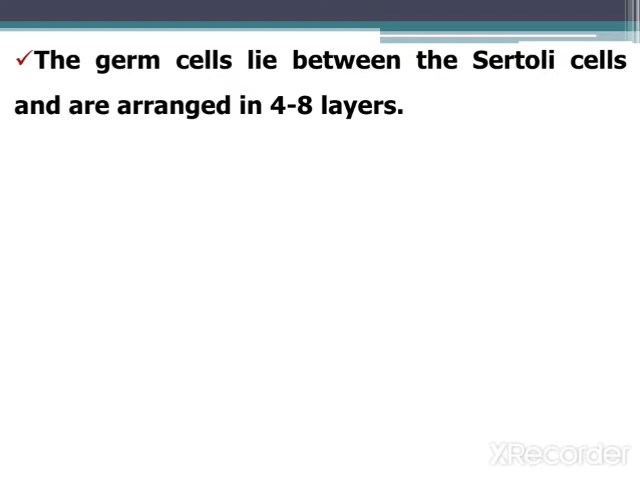 ✓The germ cells lie between the Sertoli cells
and are arranged in 4-8 layers.
XRecorder